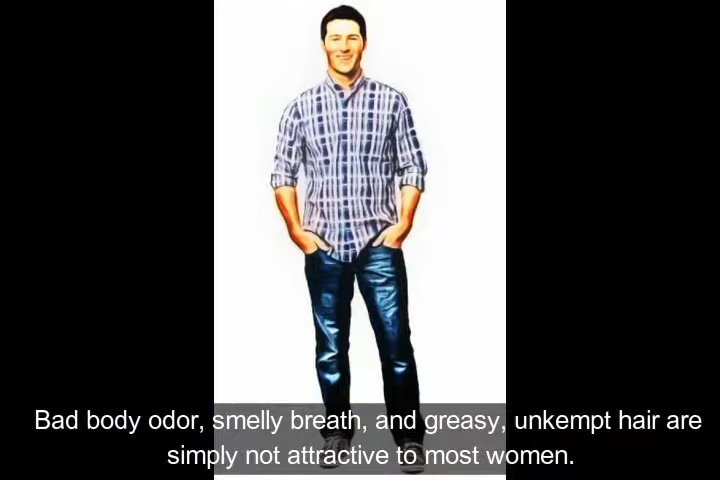 Bad body odor, smelly breath, and greasy, unkempt hair are
simply not attractive to most women.